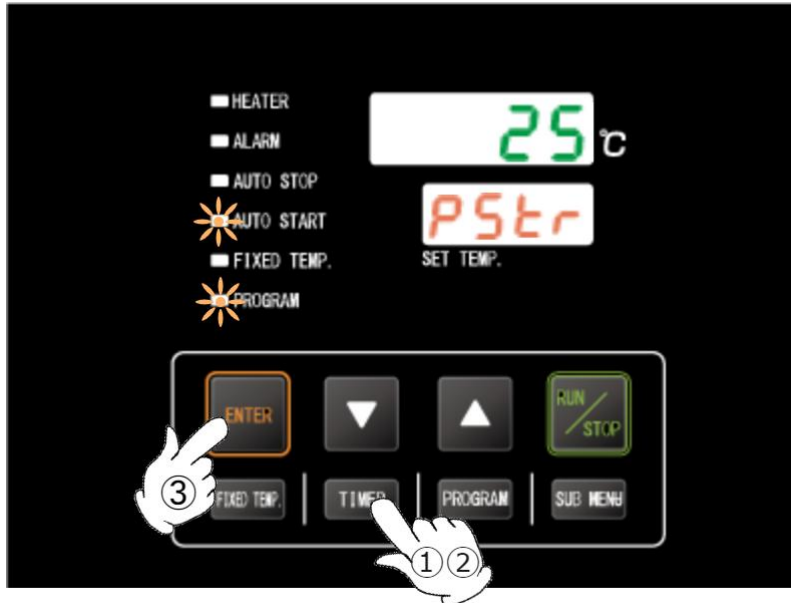 HEATER
25 ℃
ALARM
AUTO STOP
AUTO START
PStr
FIXED TEMP.
SET TEMP.
PROGRAM
ENTER
▼
▲
RUN/STOP
③
FIXED TEMP.
TIMER
PROGRAM
SUB MENU
①②